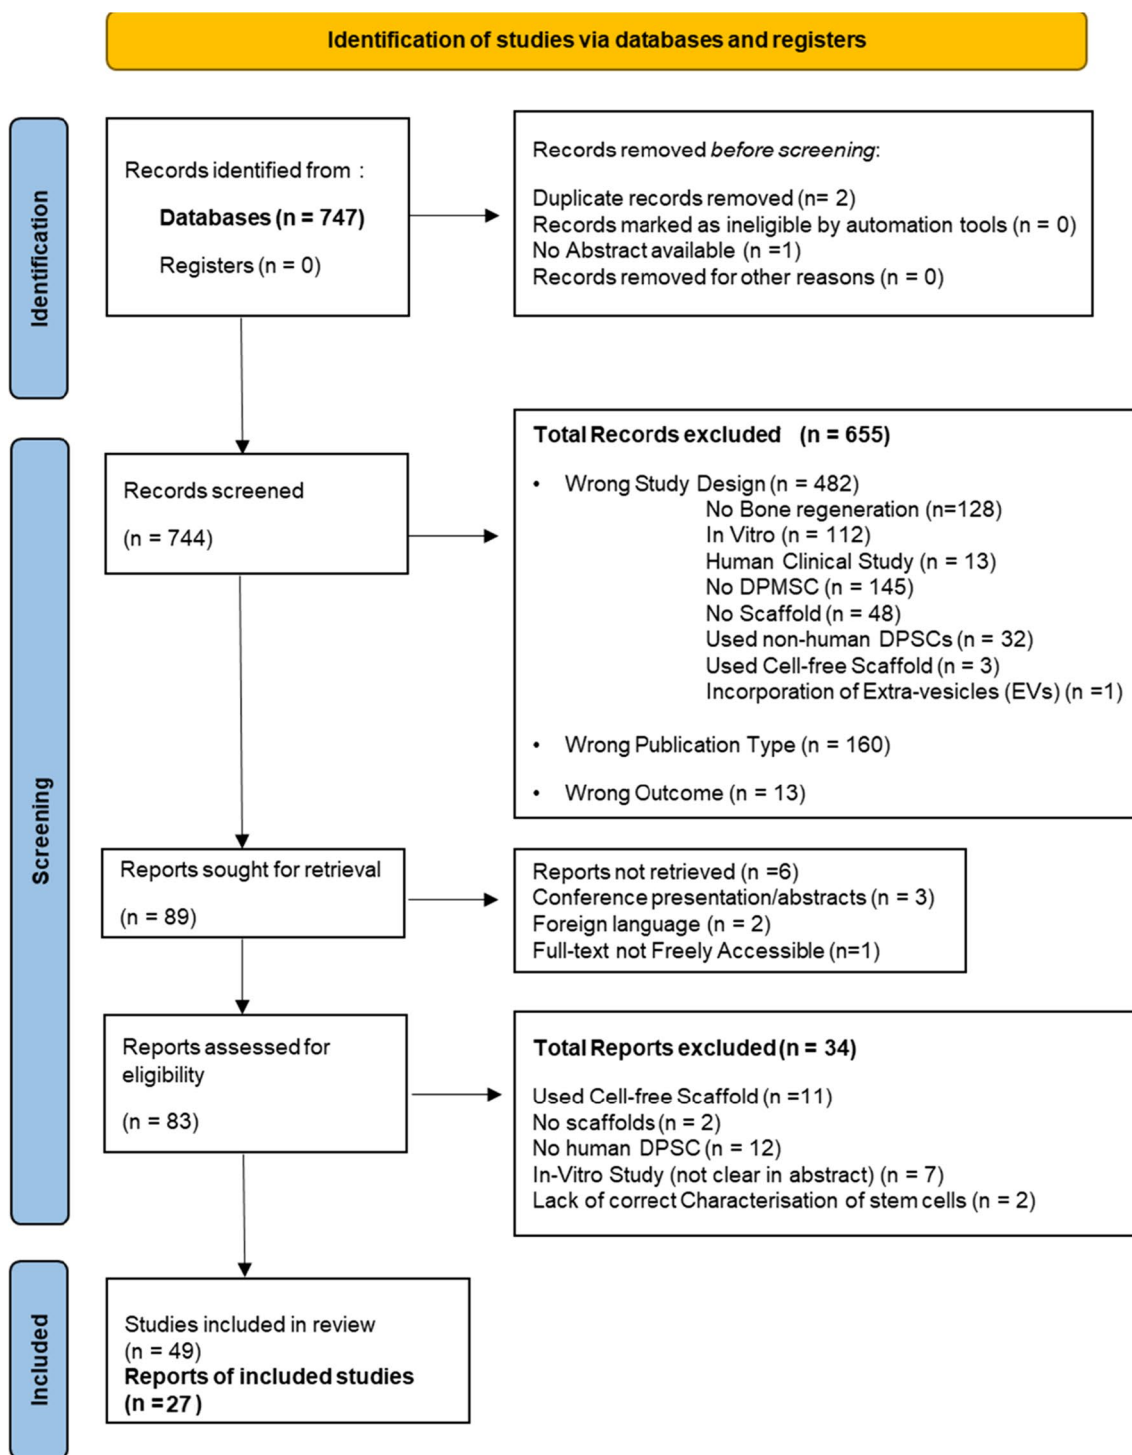 Identification of studies via databases and registers
Identification
Records identified from :
Databases (n = 747)
Registers (n = 0)
Records removed before screening:
Duplicate records removed (n= 2)
Records marked as ineligible by automation tools (n = 0)
No Abstract available (n =1)
Records removed for other reasons (n = 0)
Screening
Records screened
(n = 744)
Total Records excluded (n = 655)
• Wrong Study Design (n = 482)
No Bone regeneration (n=128)
In Vitro (n = 112)
Human Clinical Study (n = 13)
No DPMSC (n = 145)
No Scaffold (n = 48)
Used non-human DPSCs (n = 32)
Used Cell-free Scaffold (n = 3)
Incorporation of Extra-vesicles (EVs) (n =1)
• Wrong Publication Type (n = 160)
• Wrong Outcome (n = 13)
Reports sought for retrieval
(n = 89)
Reports not retrieved (n =6)
Conference presentation/abstracts (n = 3)
Foreign language (n = 2)
Full-text not Freely Accessible (n=1)
Reports assessed for
eligibility
(n = 83)
Total Reports excluded (n = 34)
Used Cell-free Scaffold (n =11)
No scaffolds (n = 2)
No human DPSC (n = 12)
In-Vitro Study (not clear in abstract) (n = 7)
Lack of correct Characterisation of stem cells (n = 2)
Included
Studies included in review
(n = 49)
Reports of included studies
(n =27)